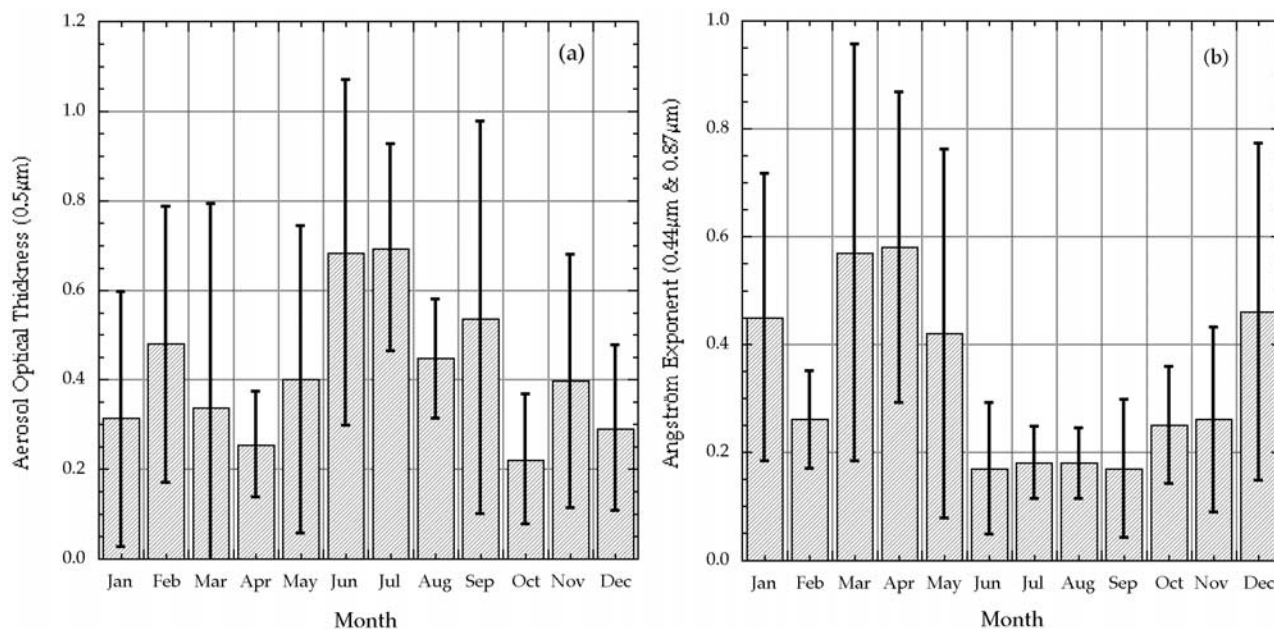 (a)
Aerosol Optical Thickness (0.5µm)
1.2
1.0
0.8
0.6
0.4
0.2
0.0
Jan Feb Mar Apr May Jun Jul Aug Sep Oct Nov Dec
Month
(b)
Angström Exponent (0.44µm & 0.87µm)
1.0
0.8
0.6
0.4
0.2
0.0
Jan Feb Mar Apr May Jun Jul Aug Sep Oct Nov Dec
Month